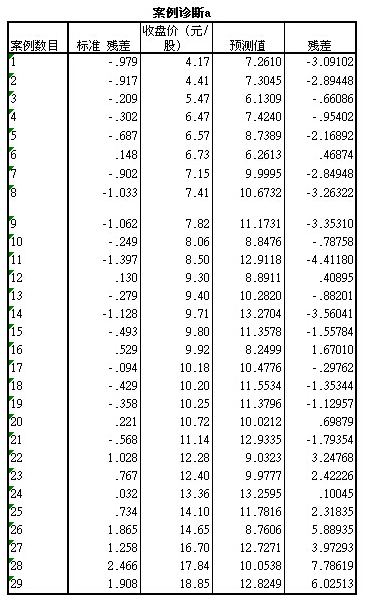 案例诊断a
案例数目 标准 残差 收盘价（元/股） 预测值 残差
1 -.979 4.17 7.2610 -3.09102
2 -.917 4.41 7.3045 -2.89448
3 -.209 5.47 6.1309 -.66086
4 -.302 6.47 7.4240 -.95402
5 -.687 6.57 8.7389 -2.16892
6 .148 6.73 6.2613 .46874
7 -.902 7.15 9.9995 -2.84948
8 -1.033 7.41 10.6732 -3.26322
9 -1.062 7.82 11.1731 -3.35310
10 -.249 8.06 8.8476 -.78758
11 -1.397 8.50 12.9118 -4.41180
12 .130 9.30 8.8911 .40895
13 -.279 9.40 10.2820 -.88201
14 -1.128 9.71 13.2704 -3.56041
15 -.493 9.80 11.3578 -1.55784
16 .529 9.92 8.2499 1.67010
17 -.094 10.18 10.4776 -.29762
18 -.429 10.20 11.5534 -1.35344
19 -.358 10.25 11.3796 -1.12957
20 .221 10.72 10.0212 .69879
21 -.568 11.14 12.9335 -1.79354
22 1.028 12.28 9.0323 3.24768
23 .767 12.40 9.9777 2.42226
24 .032 13.36 13.2595 .10045
25 .734 14.10 11.7816 2.31835
26 1.865 14.65 8.7606 5.88935
27 1.258 16.70 12.7271 3.97293
28 2.466 17.84 10.0538 7.78619
29 1.908 18.85 12.8249 6.02513